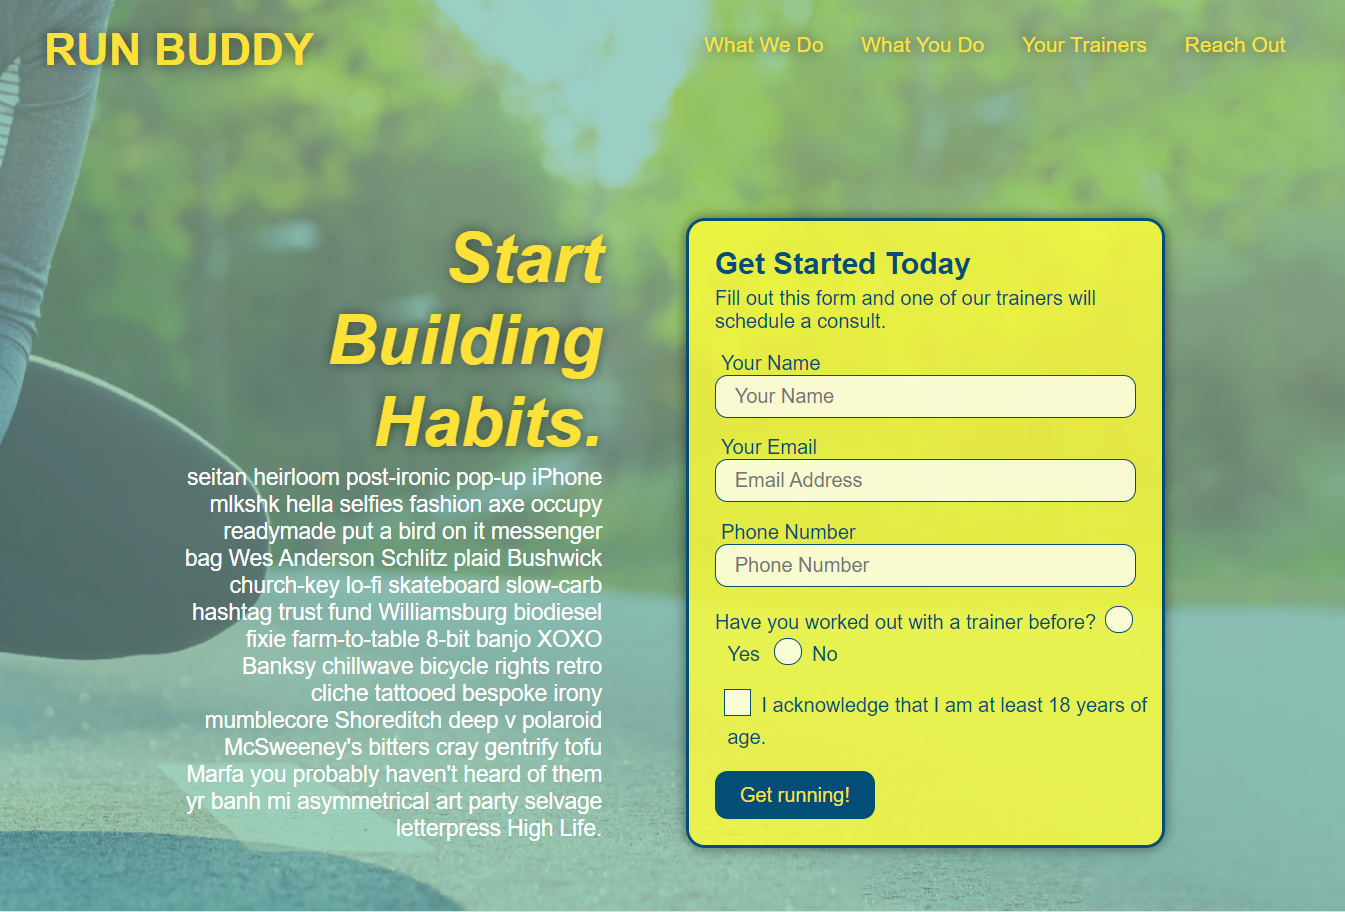 RUN BUDDY
What We Do
What You Do
Your Trainers
Reach Out
Start
Building
Habits.
seitan heirloom post-ironic pop-up iPhone
mlkshk hella selfies fashion axe occupy
readymade put a bird on it messenger
bag Wes Anderson Schlitz plaid Bushwick
church-key lo-fi skateboard slow-carb
hashtag trust fund Williamsburg biodiesel
fixie farm-to-table 8-bit banjo XOXO
Banksy chillwave bicycle rights retro
cliche tattooed bespoke irony
mumblecore Shoreditch deep v polaroid
McSweeney's bitters cray gentrify tofu
Marfa you probably haven't heard of them
yr banh mi asymmetrical art party selvage
letterpress High Life.
Get Started Today
Fill out this form and one of our trainers will
schedule a consult.
Your Name
Your Name
Your Email
Email Address
Phone Number
Phone Number
Have you worked out with a trainer before?
Yes No
I acknowledge that I am at least 18 years of
age.
Get running!